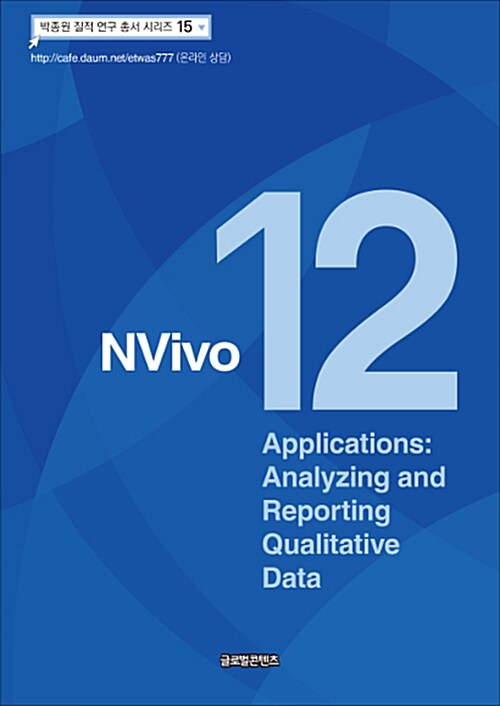 박종원 질적 연구 총서 시리즈 15
http://cafe.daum.net/etwas777 (온라인 상담)
NVivo 12
Applications:
Analyzing and
Reporting
Qualitative
Data
글로벌콘텐츠